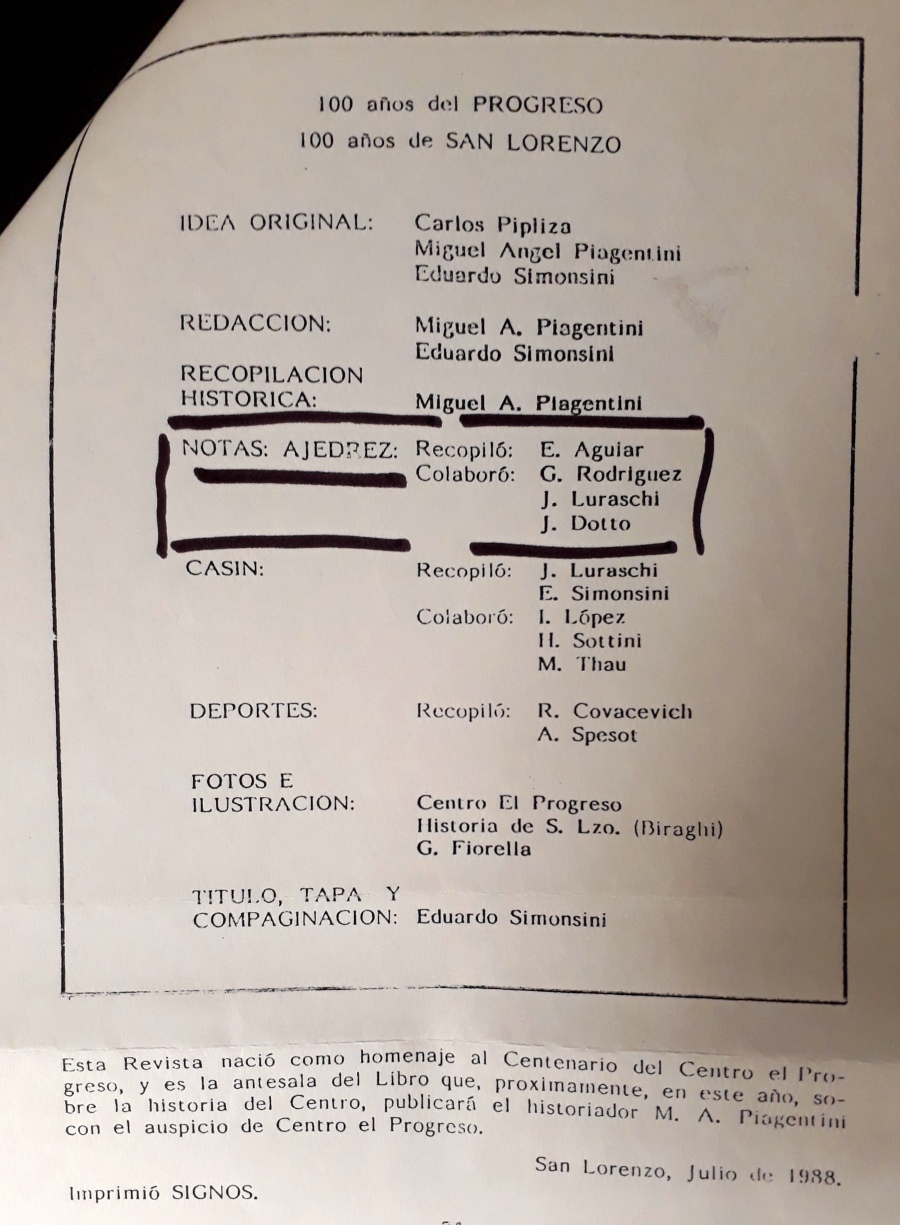 100 años del PROGRESO
100 años de SAN LORENZO
IDEA ORIGINAL: Carlos Pipliza
Miguel Angel Piagentini
Eduardo Simonsini
REDACCION: Miguel A. Piagentini
Eduardo Simonsini
RECOPILACION
HISTORICA: Miguel A. Piagentini
NOTAS: AJEDREZ: Recopiló: E. Aguiar
Colaboró: G. Rodriguez
J. Luraschi
J. Dotto
CASIN: Recopiló: J. Luraschi
E. Simonsini
Colaboró: I. López
H. Sottini
M. Thau
DEPORTES: Recopiló: R. Covacevich
A. Spesot
FOTOS E
ILUSTRACION: Centro El Progreso
Historia de S. Lzo. (Biraghi)
G. Fiorella
TITULO, TAPA Y
COMPAGINACION: Eduardo Simonsini
Esta Revista nació como homenaje al Centenario del Centro el Pro-
greso, y es la antesala del Libro que, proximamente, en este año, so-
bre la historia del Centro, publicará el historiador M. A. Piagentini
con el auspicio de Centro el Progreso.
San Lorenzo, Julio de 1988.
Imprimió SIGNOS.